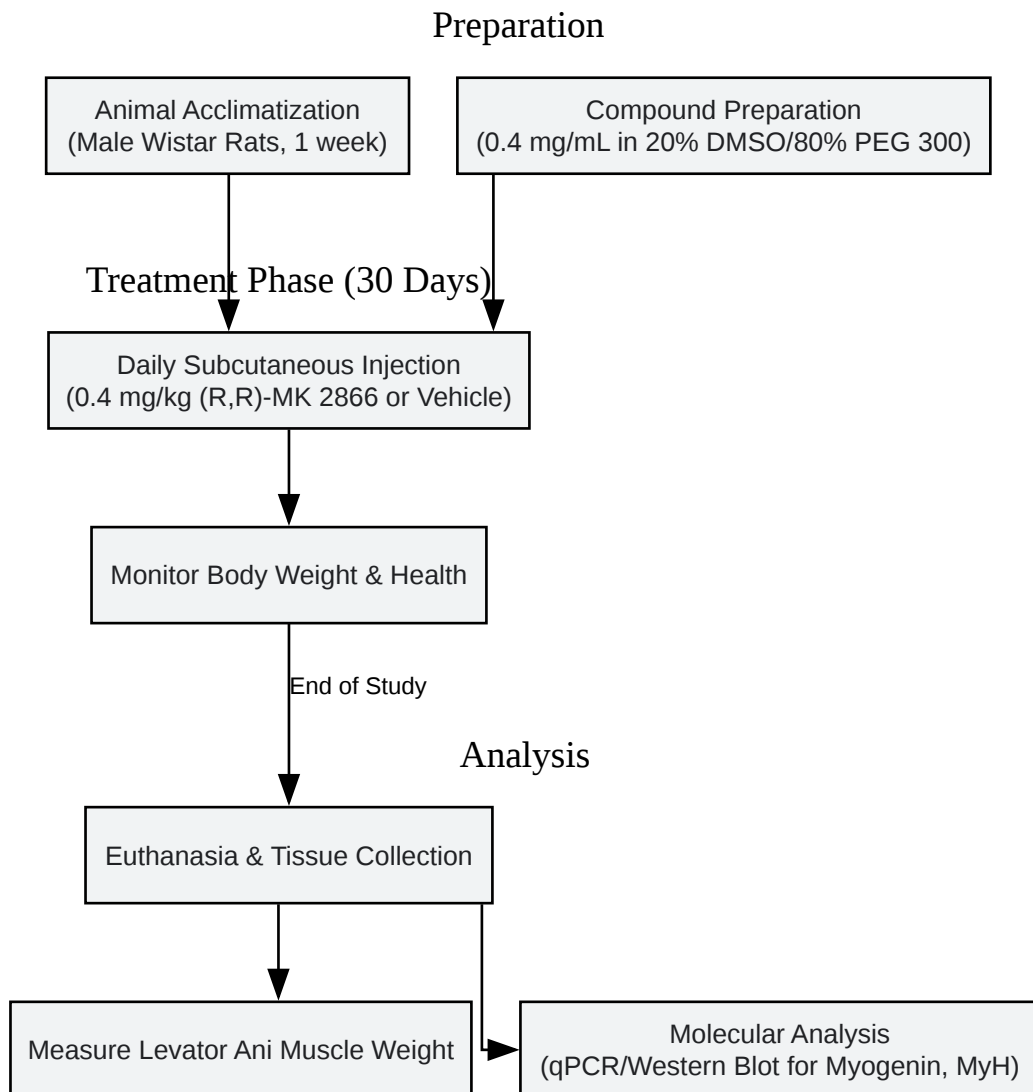 Preparation
Animal Acclimatization
(Male Wistar Rats, 1 week)
Compound Preparation
(0.4 mg/mL in 20% DMSO/80% PEG 300)
Treatment Phase (30 Days)
Daily Subcutaneous Injection
(0.4 mg/kg (R,R)-MK 2866 or Vehicle)
Monitor Body Weight & Health
End of Study
Analysis
Euthanasia & Tissue Collection
Measure Levator Ani Muscle Weight
Molecular Analysis
(qPCR/Western Blot for Myogenin, MyH)